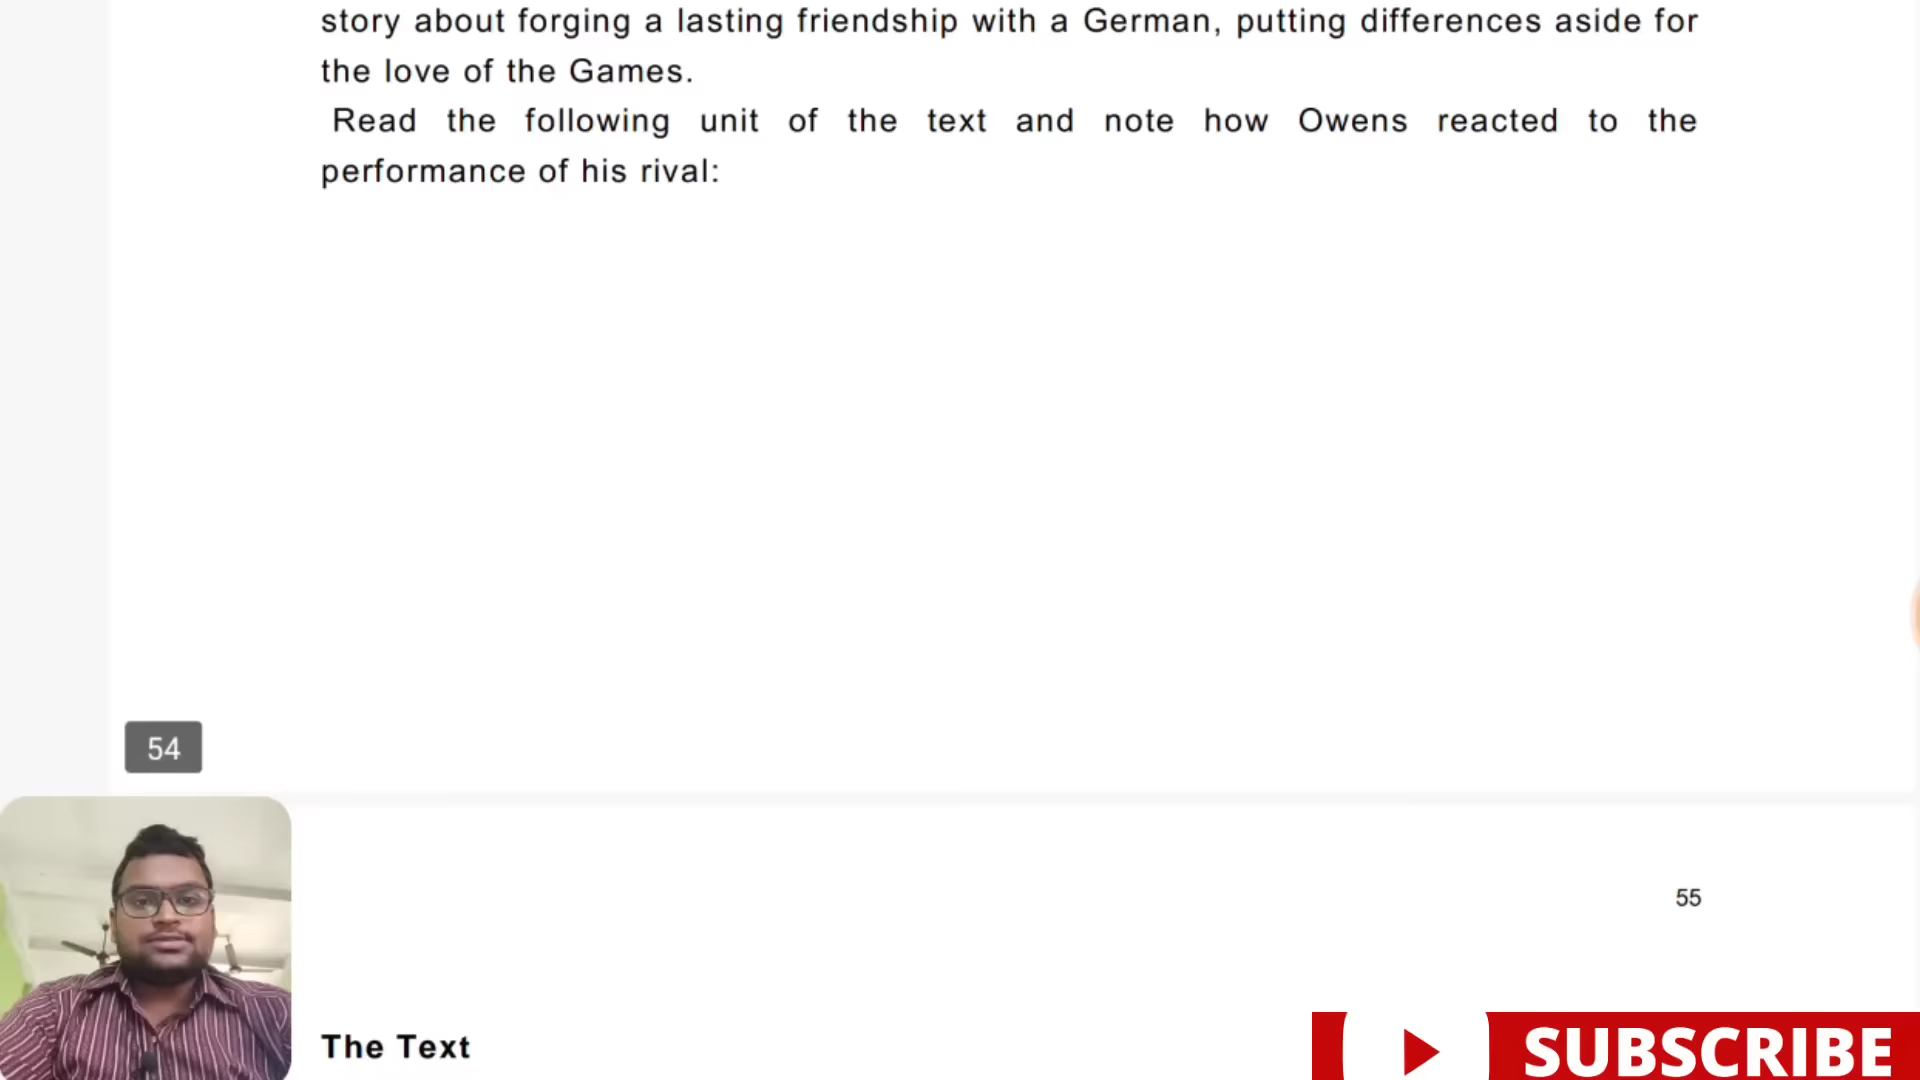 story about forging a lasting friendship with a German, putting differences aside for
the love of the Games.
Read the following unit of the text and note how Owens reacted to the
performance of his rival:
54
55
The Text
SUBSCRIBE